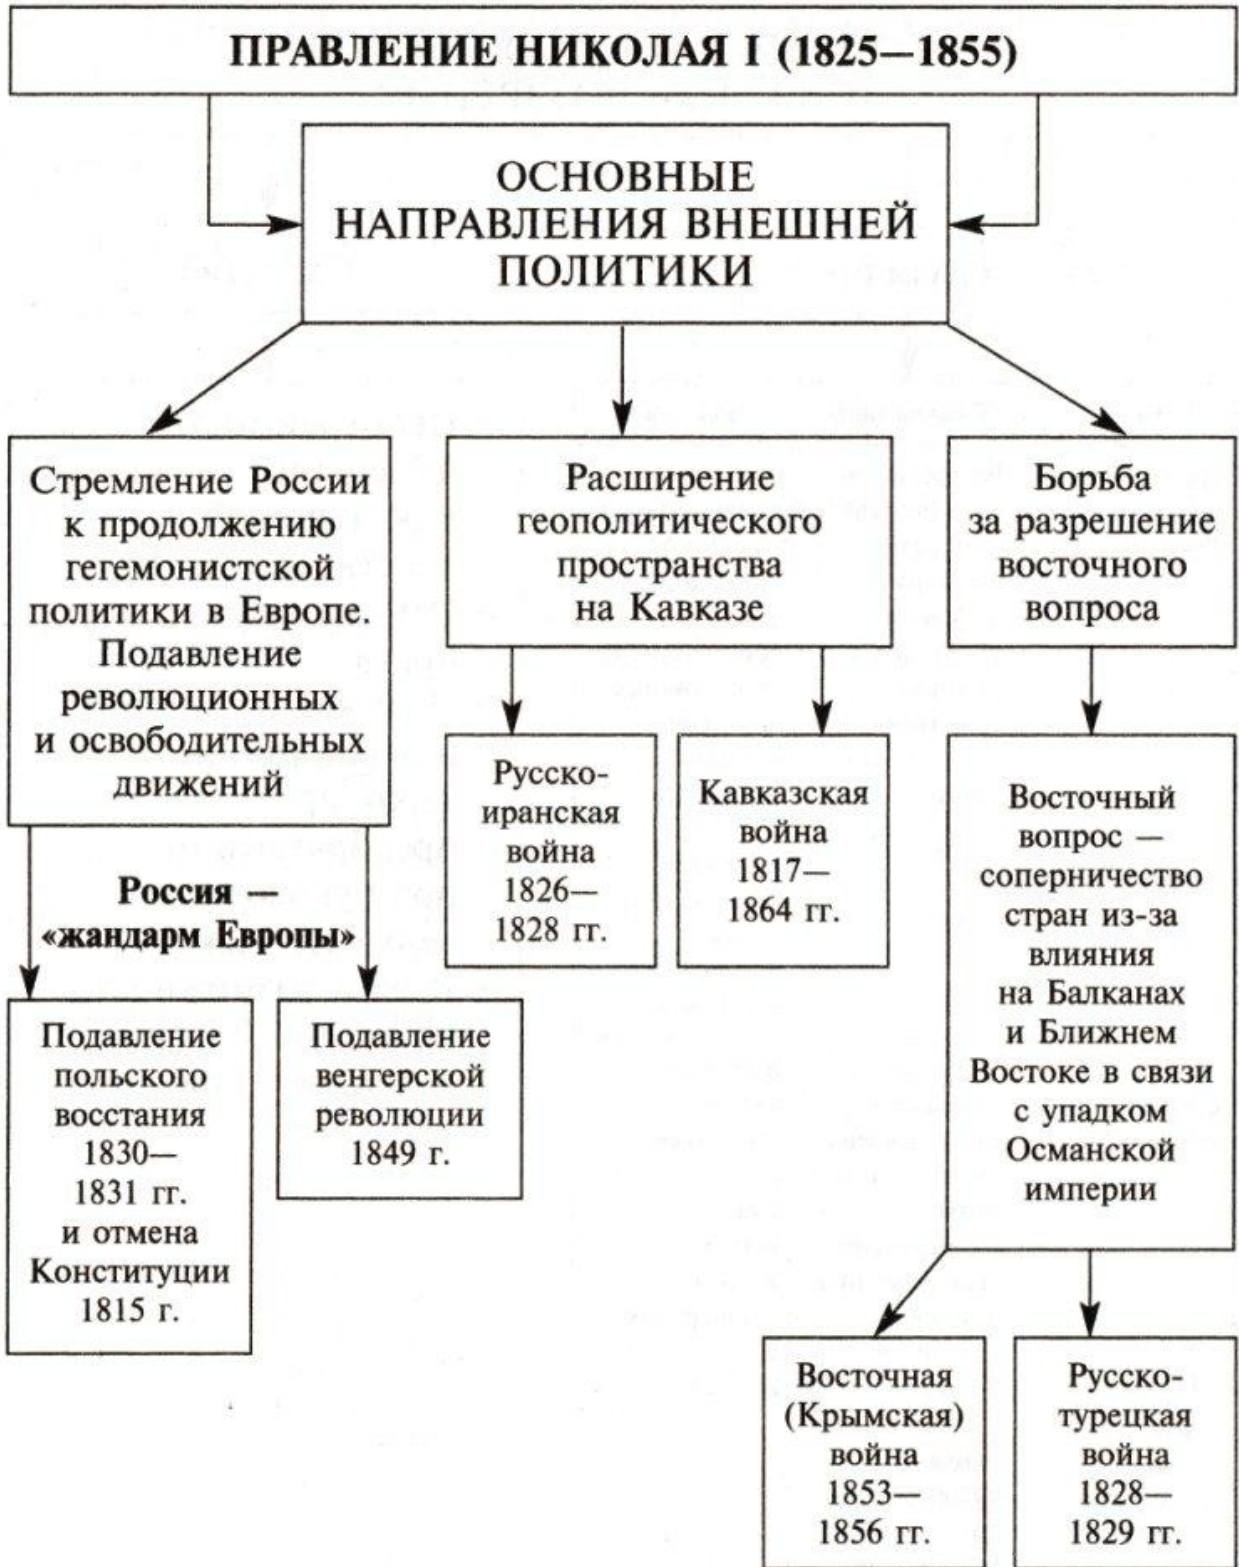 ПРАВЛЕНИЕ НИКОЛАЯ I (1825—1855)
ОСНОВНЫЕ
НАПРАВЛЕНИЯ ВНЕШНЕЙ
ПОЛИТИКИ
Стремление России
к продолжению
гегемонистской
политики в Европе.
Подавление
революционных
и освободительных
движений
Расширение
геополитического
пространства
на Кавказе
Борьба
за разрешение
восточного
вопроса
Россия —
«жандарм Европы»
Подавление
польского
восстания
1830—
1831 гг.
и отмена
Конституции
1815 г.
Подавление
венгерской
революции
1849 г.
Русско-
иранская
война
1826—
1828 гг.
Кавказская
война
1817—
1864 гг.
Восточный
вопрос —
соперничество
стран из-за
влияния
на Балканах
и Ближнем
Востоке в связи
с упадком
Османской
империи
Восточная
(Крымская)
война
1853—
1856 гг.
Русско-
турецкая
война
1828—
1829 гг.